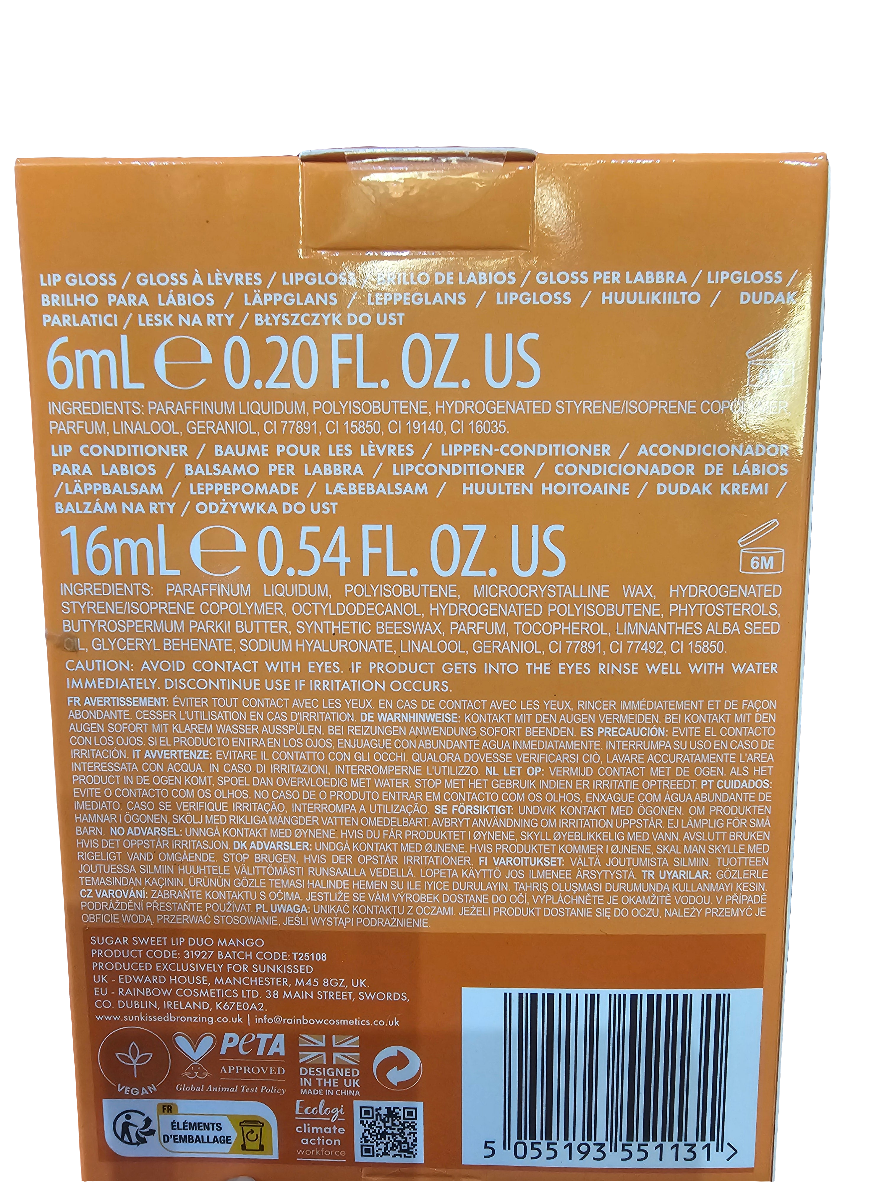 LIP GLOSS / GLOSS À LÈVRES / LIPGLOSS / BRILLO DE LABIOS / GLOSS PER LABBRA / LIPGLOSS /
BRILHO PARA LÁBIOS / LÄPPGLANS / LEPPEGLANS / LIPGLOSS / HUULIKIILTO / DUDAK
PARLATICI / LESK NA RTY / BŁYSZCZYK DO UST
6mL ℮ 0.20 FL. OZ. US
INGREDIENTS: PARAFFINUM LIQUIDUM, POLYISOBUTENE, HYDROGENATED STYRENE/ISOPRENE COPOLYMER,
PARFUM, LINALOOL, GERANIOL, CI 77891, CI 15850, CI 19140, CI 16035.
LIP CONDITIONER / BAUME POUR LES LÈVRES / LIPPEN-CONDITIONER / ACONDICIONADOR
PARA LABIOS / BALSAMO PER LABBRA / LIPCONDITIONER / CONDICIONADOR DE LÁBIOS
/LÄPPBALSAM / LEPPEPOMADE / LÆBEBALSAM / HUULTEN HOITOAINE / DUDAK KREMI /
BALZÁM NA RTY / ODŻYWKA DO UST
16mL ℮ 0.54 FL. OZ. US
6M
INGREDIENTS: PARAFFINUM LIQUIDUM, POLYISOBUTENE, MICROCRYSTALLINE WAX, HYDROGENATED
STYRENE/ISOPRENE COPOLYMER, OCTYLDODECANOL, HYDROGENATED POLYISOBUTENE, PHYTOSTEROLS,
BUTYROSPERMUM PARKII BUTTER, SYNTHETIC BEESWAX, PARFUM, TOCOPHEROL, LIMNANTHES ALBA SEED
OIL, GLYCERYL BEHENATE, SODIUM HYALURONATE, LINALOOL, GERANIOL, CI 77891, CI 77492, CI 15850.
CAUTION: AVOID CONTACT WITH EYES. IF PRODUCT GETS INTO THE EYES RINSE WELL WITH WATER
IMMEDIATELY. DISCONTINUE USE IF IRRITATION OCCURS.
FR AVERTISSEMENT: ÉVITER TOUT CONTACT AVEC LES YEUX. EN CAS DE CONTACT AVEC LES YEUX, RINCER IMMÉDIATEMENT ET DE FAÇON
ABONDANTE. CESSER L'UTILISATION EN CAS D'IRRITATION. DE WARNHINWEISE: KONTAKT MIT DEN AUGEN VERMEIDEN. BEI KONTAKT MIT DEN
AUGEN SOFORT MIT KLAREM WASSER AUSSPÜLEN, BEI REIZUNGEN ANWENDUNG SOFORT BEENDEN. ES PRECAUCIÓN: EVITE EL CONTACTO
CON LOS OJOS. SI EL PRODUCTO ENTRA EN LOS OJOS, ENJUAGUE CON ABUNDANTE AGUA INMEDIATAMENTE. INTERRUMPA SU USO EN CASO DE
IRRITACIÓN. IT AVVERTENZE: EVITARE IL CONTATTO CON GLI OCCHI. QUALORA DOVESSE VERIFICARSI CIÒ, LAVARE ACCURATAMENTE L'AREA
INTERESSATA CON ACQUA. IN CASO DI IRRITAZIONI, INTERROMPERNE L'UTILIZZO. NL LET OP: VERMIJD CONTACT MET DE OGEN. ALS HET
PRODUCT IN DE OGEN KOMT, SPOEL DAN OVERVLOEDIG MET WATER. STOP MET HET GEBRUIK INDIEN ER IRRITATIE OPTREEDT. PT CUIDADOS:
EVITE O CONTACTO COM OS OLHOS. NO CASO DE O PRODUTO ENTRAR EM CONTACTO COM OS OLHOS, ENXAGUE COM ÁGUA ABUNDANTE DE
IMEDIATO. CASO SE VERIFIQUE IRRITAÇÃO, INTERROMPA A UTILIZAÇÃO. SE FÖRSIKTIGT: UNDVIK KONTAKT MED ÖGONEN. OM PRODUKTEN
HAMNAR I ÖGONEN, SKÖLJ MED RIKLIGA MÄNGDER VATTEN OMEDELBART. AVBRYT ANVÄNDNING OM IRRITATION UPPSTÅR. EJ LÄMPLIG FÖR SMÅ
BARN. NO ADVARSEL: UNNGÅ KONTAKT MED ØYNENE. HVIS DU FÅR PRODUKTET I ØYNENE, SKYLL ØYEBLIKKELIG MED VANN. AVSLUTT BRUKEN
HVIS DET OPPSTÅR IRRITASJON. DK ADVARSLER: UNDGÅ KONTAKT MED ØJNENE. HVIS PRODUKTET KOMMER I ØJNENE, SKAL MAN SKYLLE MED
RIGELIGT VAND OMGÅENDE. STOP BRUGEN, HVIS DER OPSTÅR IRRITATIONER. FI VAROITUKSET: VÄLTÄ JOUTUMISTA SILMIIN. TUOTTEEN
JOUTUESSA SILMIIN HUUHTELE VÄLITTÖMÄSTI RUNSAALLA VEDELLÄ. LOPETA KÄYTTÖ JOS ILMENEE ÄRSYTYSTÄ. TR UYARILAR: GÖZLERLE
TEMASINDAN KAÇININ. ÜRÜNÜN GÖZLE TEMASI HALINDE HEMEN SU ILE IYICE DURULAYIN. TAHRIŞ OLUŞMASI DURUMUNDA KULLANMAYI KESIN.
CZ VAROVÁNÍ: ZABRAŇTE KONTAKTU S OČIMA. JESTLIŽE SE VÁM VÝROBEK DOSTANE DO OČÍ, VYPLÁCHNĚTE JE OKAMŽITĚ VODOU. V PŘÍPADĚ
PODRÁŽDĚNÍ PŘESTAŇTE POUŽÍVAT. PL UWAGA: UNIKAĆ KONTAKTU Z OCZAMI. JEŻELI PRODUKT DOSTANIE SIĘ DO OCZU, NALEŻY PRZEMYĆ JE
OBFICIE WODĄ, PRZERWAĆ STOSOWANIE, JEŚLI WYSTĄPI PODRAŻNIENIE.
SUGAR SWEET LIP DUO MANGO
PRODUCT CODE: 31927 BATCH CODE: T25108
PRODUCED EXCLUSIVELY FOR SUNKISSED
UK - EDWARD HOUSE, MANCHESTER, M45 8GZ, UK.
EU - RAINBOW COSMETICS LTD. 38 MAIN STREET, SWORDS,
CO. DUBLIN, IRELAND, K67E0A2.
www.sunkissedbronzing.co.uk | info@rainbowcosmetics.co.uk
VEGAN
PETA
APPROVED
Global Animal Test Policy
DESIGNED
IN THE UK
MADE IN CHINA
FR
ÉLÉMENTS
D'EMBALLAGE
Ecologi
climate
action
workforce
5 055193 551131 >